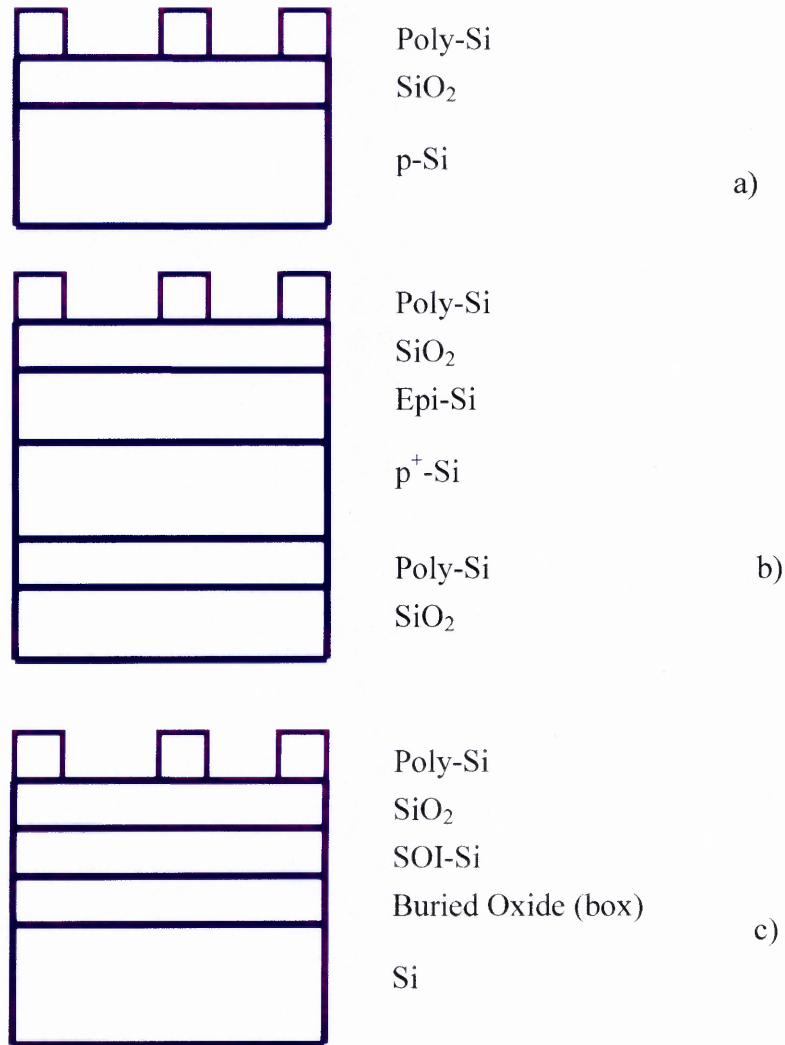 Poly-Si
SiO₂
p-Si
a)
Poly-Si
SiO₂
Epi-Si
p⁺-Si
Poly-Si
b)
SiO₂
Poly-Si
SiO₂
SOI-Si
Buried Oxide (box)
c)
Si